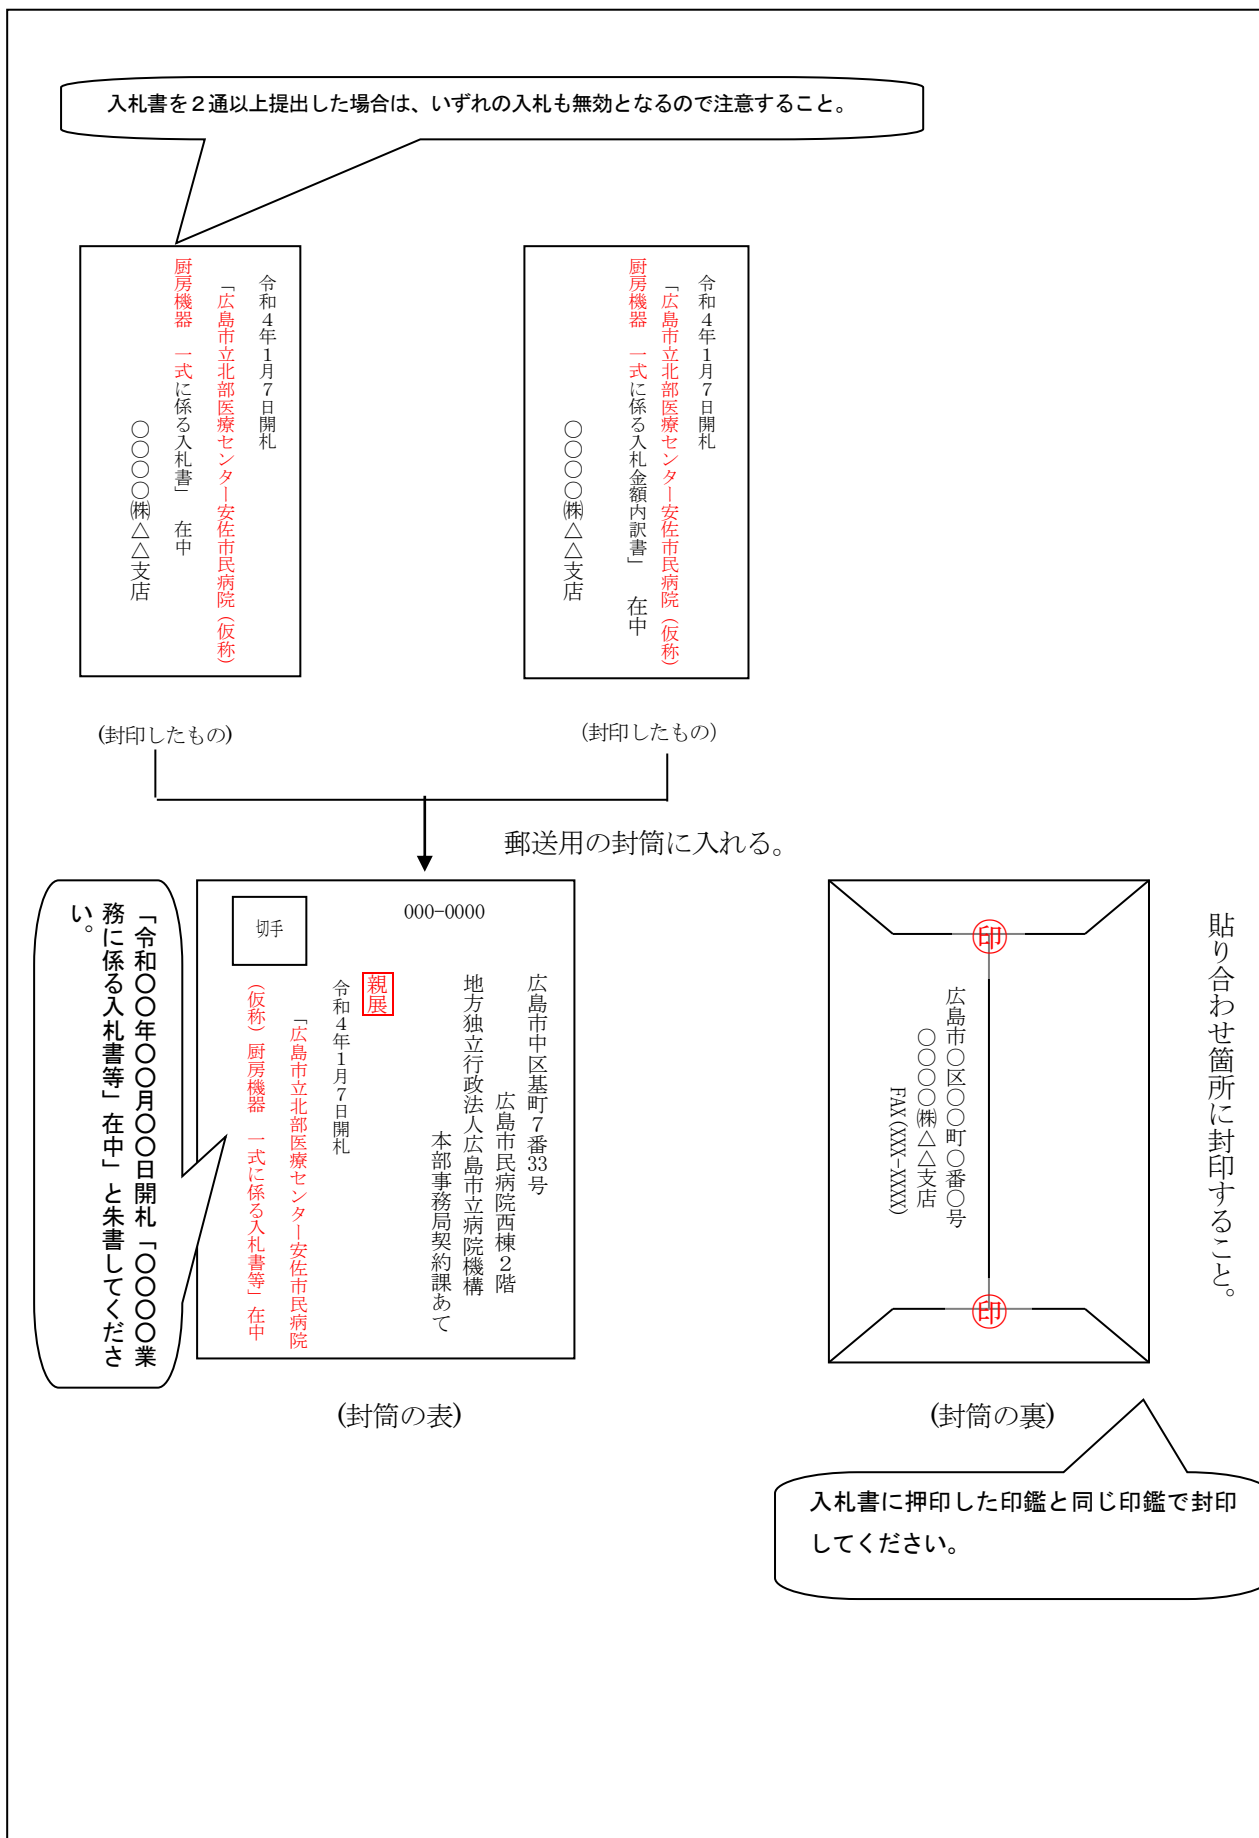 入札書を２通以上提出した場合は、いずれの入札も無効となるので注意すること。
令和４年１月７日開札
「広島市立北部医療センター安佐市民病院（仮称）
厨房機器　一式に係る入札書」　在中
〇〇〇〇㈱△△支店
(封印したもの)
令和４年１月７日開札
「広島市立北部医療センター安佐市民病院（仮称）
厨房機器　一式に係る入札金額内訳書」　在中
〇〇〇〇㈱△△支店
(封印したもの)
郵送用の封筒に入れる。
「令和〇〇年〇〇月〇〇日開札「〇〇〇〇業
務に係る入札書等」在中」と朱書してくださ
い。
切手
000-0000
広島市中区基町７番33号
広島市民病院西棟２階
地方独立行政法人広島市立病院機構
本部事務局契約課あて
親展
令和４年１月７日開札
「広島市立北部医療センター安佐市民病院
（仮称）厨房機器　一式に係る入札書等」在中
(封筒の表)
貼り合わせ箇所に封印すること。
印
広島市〇区〇〇町〇番〇号
〇〇〇〇㈱△△支店
FAX(XXX-XXXX)
印
(封筒の裏)
入札書に押印した印鑑と同じ印鑑で封印
してください。